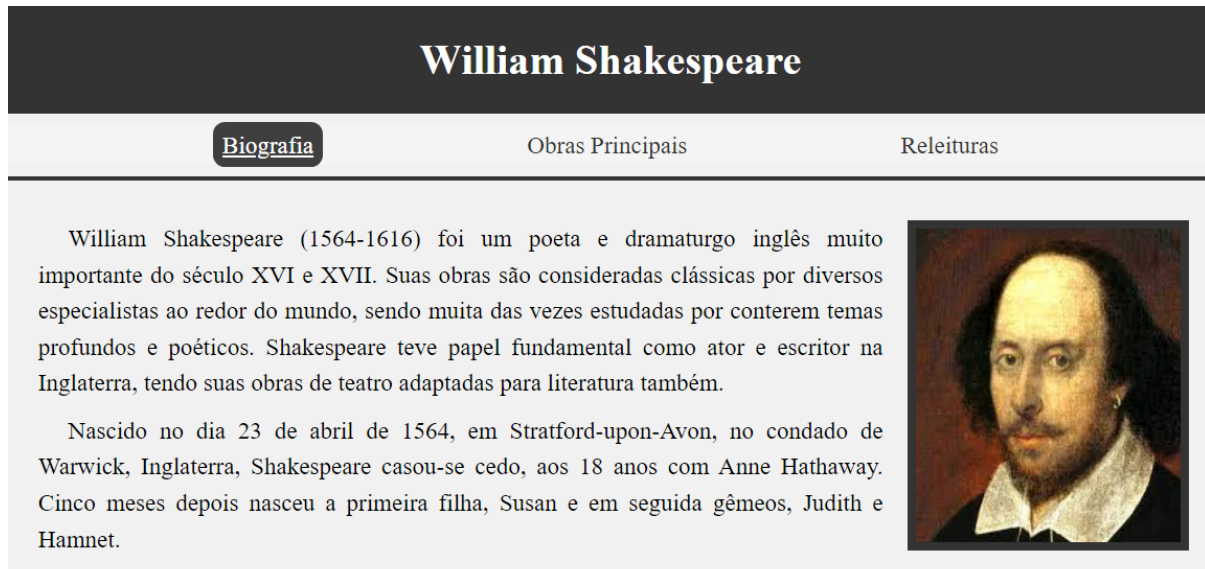 William Shakespeare
Biografia
Obras Principais
Releituras
William Shakespeare (1564-1616) foi um poeta e dramaturgo inglês muito
importante do século XVI e XVII. Suas obras são consideradas clássicas por diversos
especialistas ao redor do mundo, sendo muita das vezes estudadas por conterem temas
profundos e poéticos. Shakespeare teve papel fundamental como ator e escritor na
Inglaterra, tendo suas obras de teatro adaptadas para literatura também.
Nascido no dia 23 de abril de 1564, em Stratford-upon-Avon, no condado de
Warwick, Inglaterra, Shakespeare casou-se cedo, aos 18 anos com Anne Hathaway.
Cinco meses depois nasceu a primeira filha, Susan e em seguida gêmeos, Judith e
Hamnet.